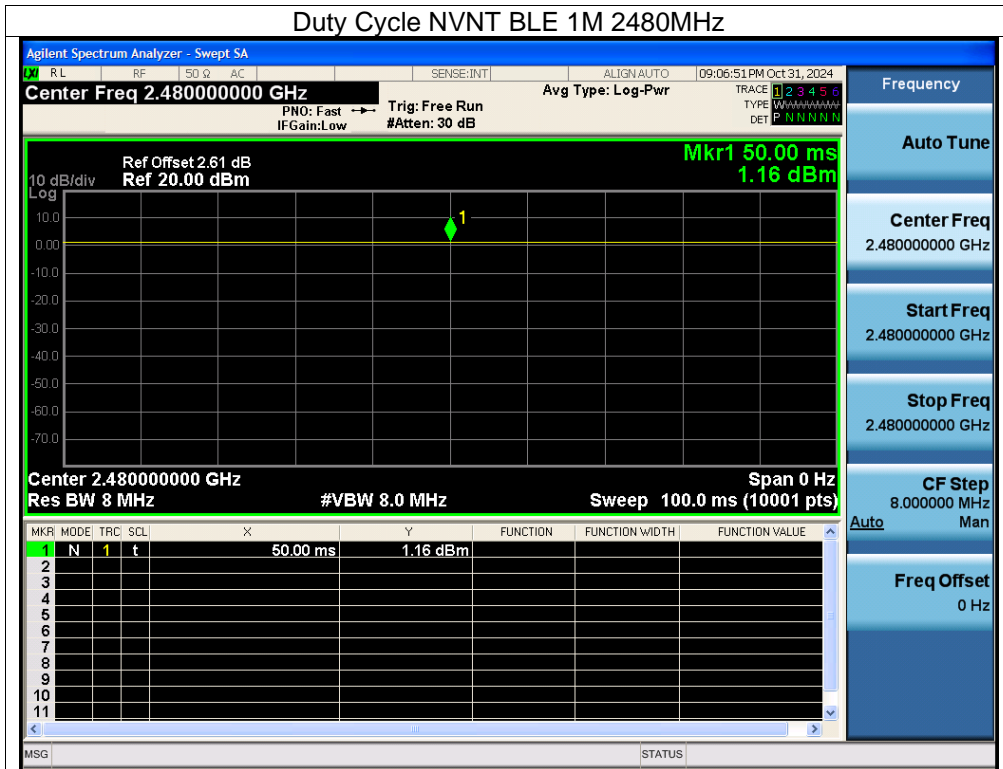 Duty Cycle NVNT BLE 1M 2480MHz
Agilent Spectrum Analyzer - Swept SA
LXI RL RF 50 Ω AC SENSE:INT ALIGN AUTO 09:06:51 PM Oct 31, 2024
Center Freq 2.480000000 GHz Avg Type: Log-Pwr TRACE 1 2 3 4 5 6
PNO: Fast Trig: Free Run TYPE WWWWWW
IFGain:Low #Atten: 30 dB DET P N N N N N
Mkr1 50.00 ms
1.16 dBm
Ref Offset 2.61 dB
10 dB/div Ref 20.00 dBm
Log
1
10.0
0.00
-10.0
-20.0
-30.0
-40.0
-50.0
-60.0
-70.0
Center 2.480000000 GHz Span 0 Hz
Res BW 8 MHz #VBW 8.0 MHz Sweep 100.0 ms (10001 pts)
MKR MODE TRC SCL X Y FUNCTION FUNCTION WIDTH FUNCTION VALUE
1 N 1 t 50.00 ms 1.16 dBm
2
3
4
5
6
7
8
9
10
11
MSG STATUS
Frequency
Auto Tune
Center Freq
2.480000000 GHz
Start Freq
2.480000000 GHz
Stop Freq
2.480000000 GHz
CF Step
8.000000 MHz
Auto Man
Freq Offset
0 Hz